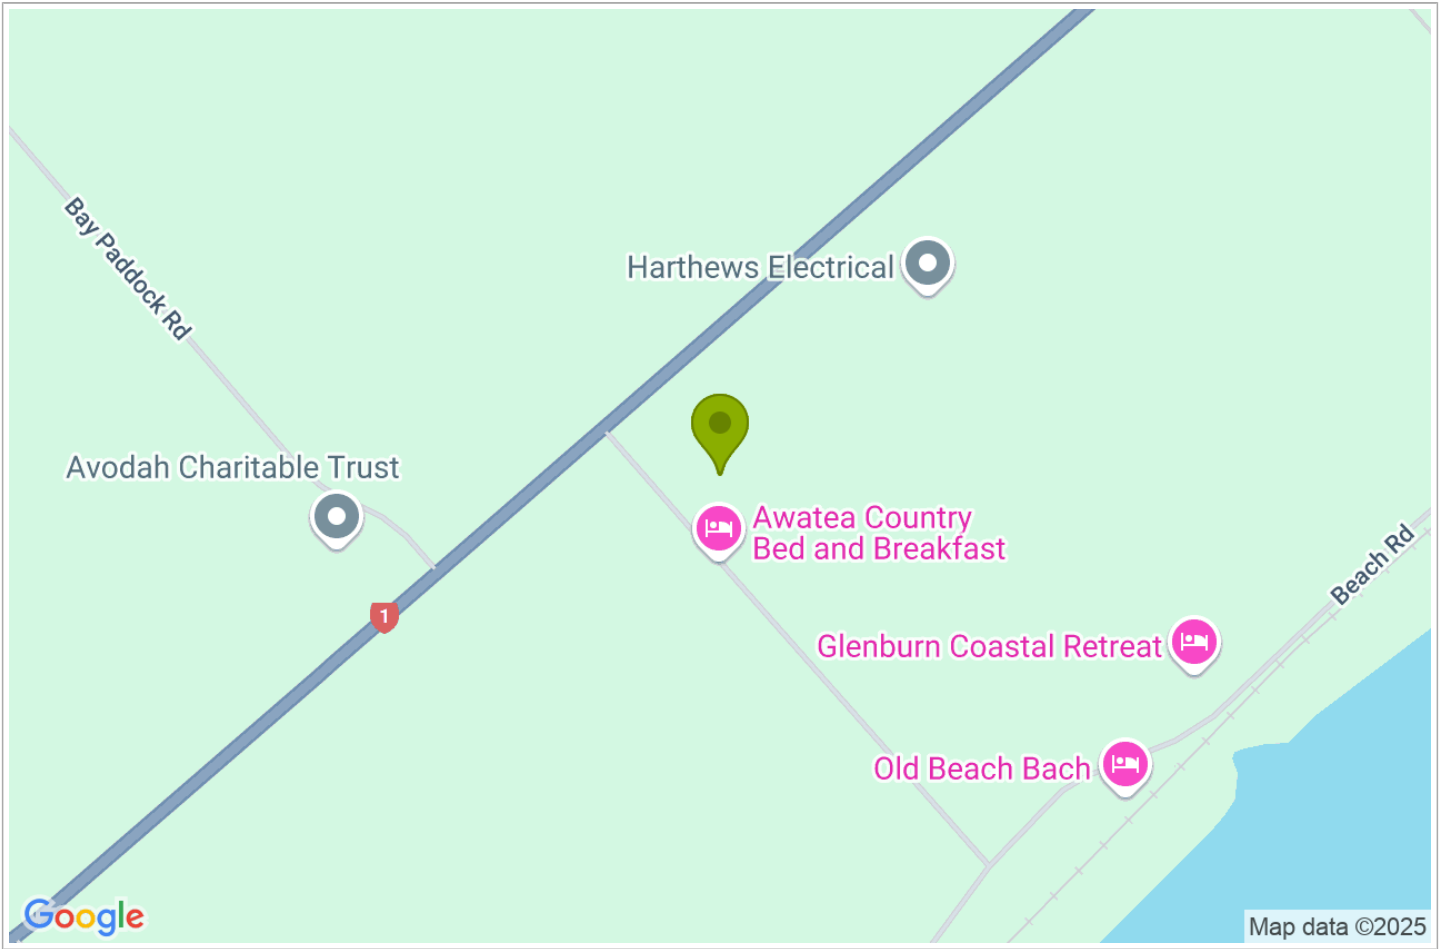 Bay Paddock Rd
Harthews Electrical
Avodah Charitable Trust
Awatea Country
Bed and Breakfast
1
Beach Rd
Glenburn Coastal Retreat
Old Beach Bach
Google
Map data ©2025